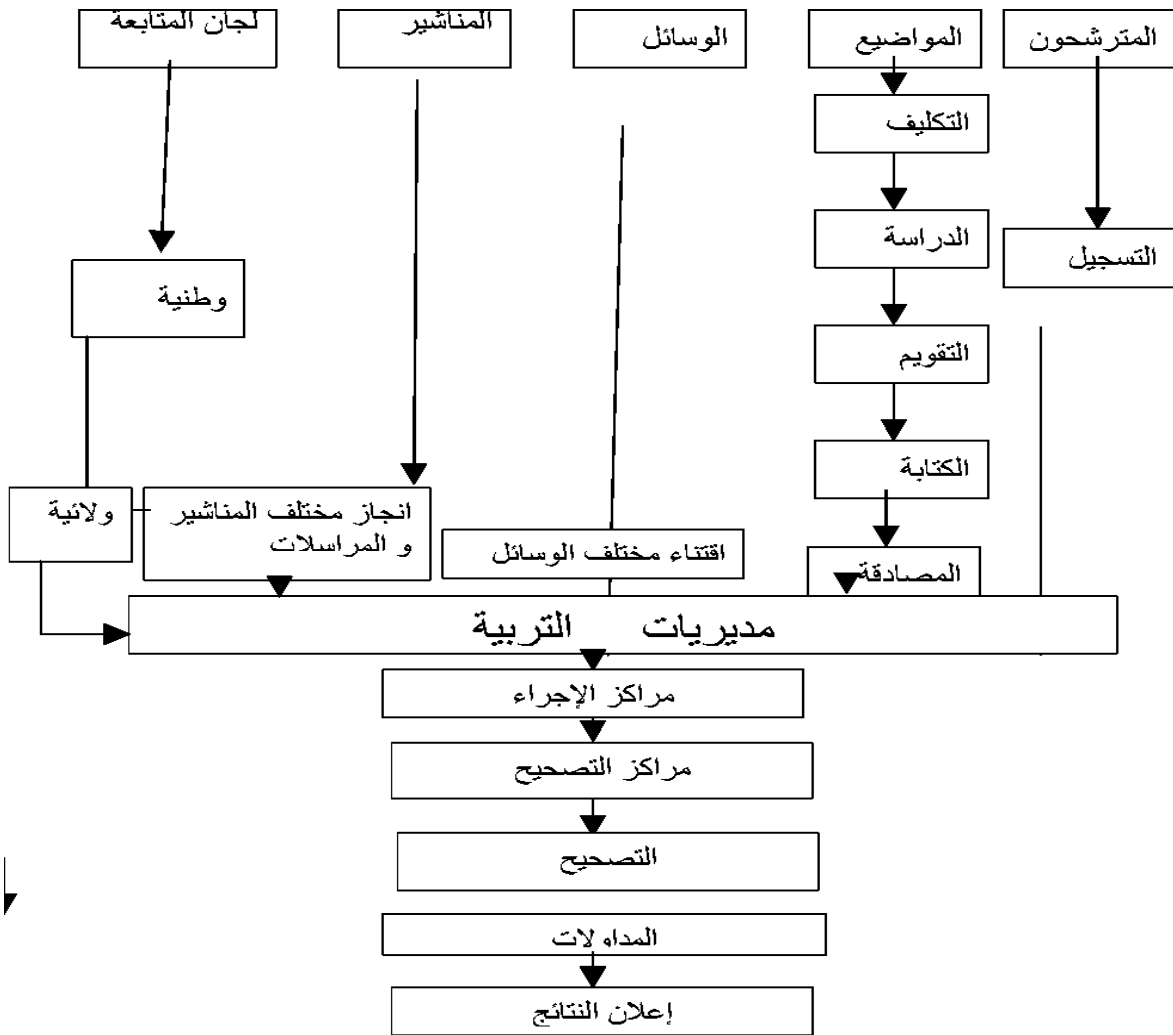 المترشحون
المواضيع
الوسائل
المناشير
لجان المتابعة
التكليف
الدراسة
التسجيل
وطنية
التقويم
الكتابة
انجاز مختلف المناشير
و المراسلات
ولائية
اقتناء مختلف الوسائل
المصادقة
مديريات التربية
مراكز الإجراء
مراكز التصحيح
التصحيح
المداولات
إعلان النتائج